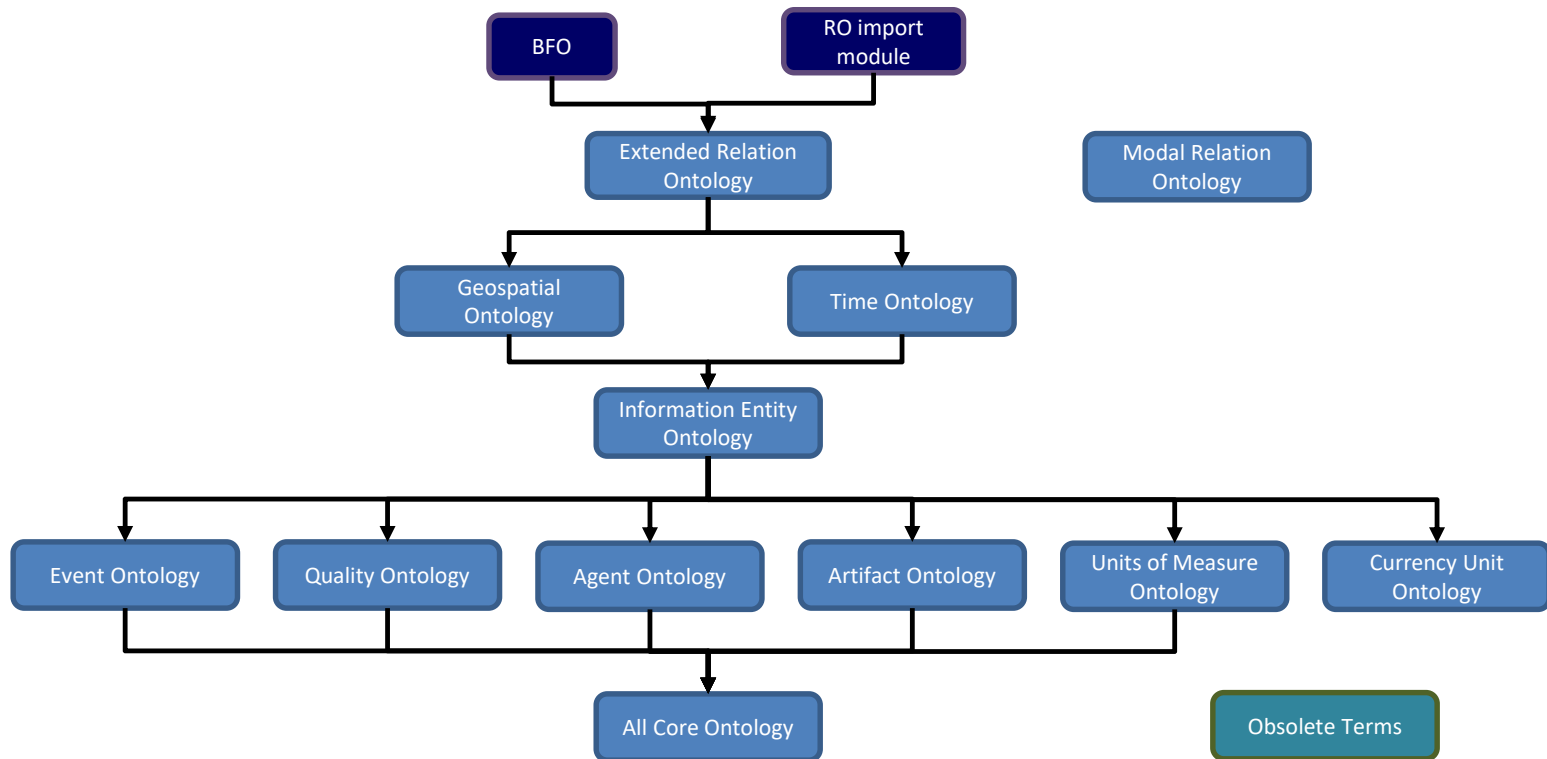 BFO
RO import
module
Extended Relation
Ontology
Modal Relation
Ontology
Geospatial
Ontology
Time Ontology
Information Entity
Ontology
Event Ontology
Quality Ontology
Agent Ontology
Artifact Ontology
Units of Measure
Ontology
Currency Unit
Ontology
All Core Ontology
Obsolete Terms